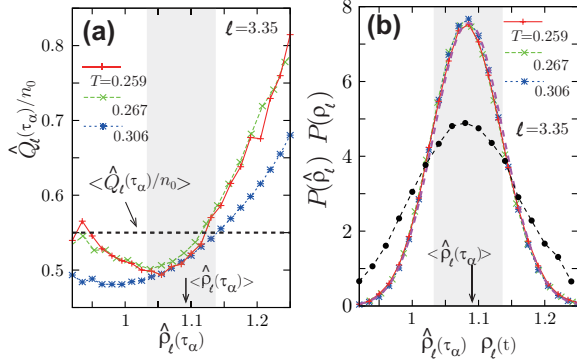 (a)
ℓ=3.35
T=0.259
0.267
0.306
<Q̂ℓ(τα)/n0>
<ρ̂ℓ(τα)>
Q̂ℓ(τα)/n0
0.8
0.7
0.6
0.5
1
1.1
1.2
ρ̂ℓ(τα)
(b)
T=0.259
0.267
0.306
ℓ=3.35
<ρ̂ℓ(τα)>
P(ρ̂ℓ) P(ρℓ)
8
6
4
2
0
1
1.1
1.2
ρ̂ℓ(τα) ρℓ(t)